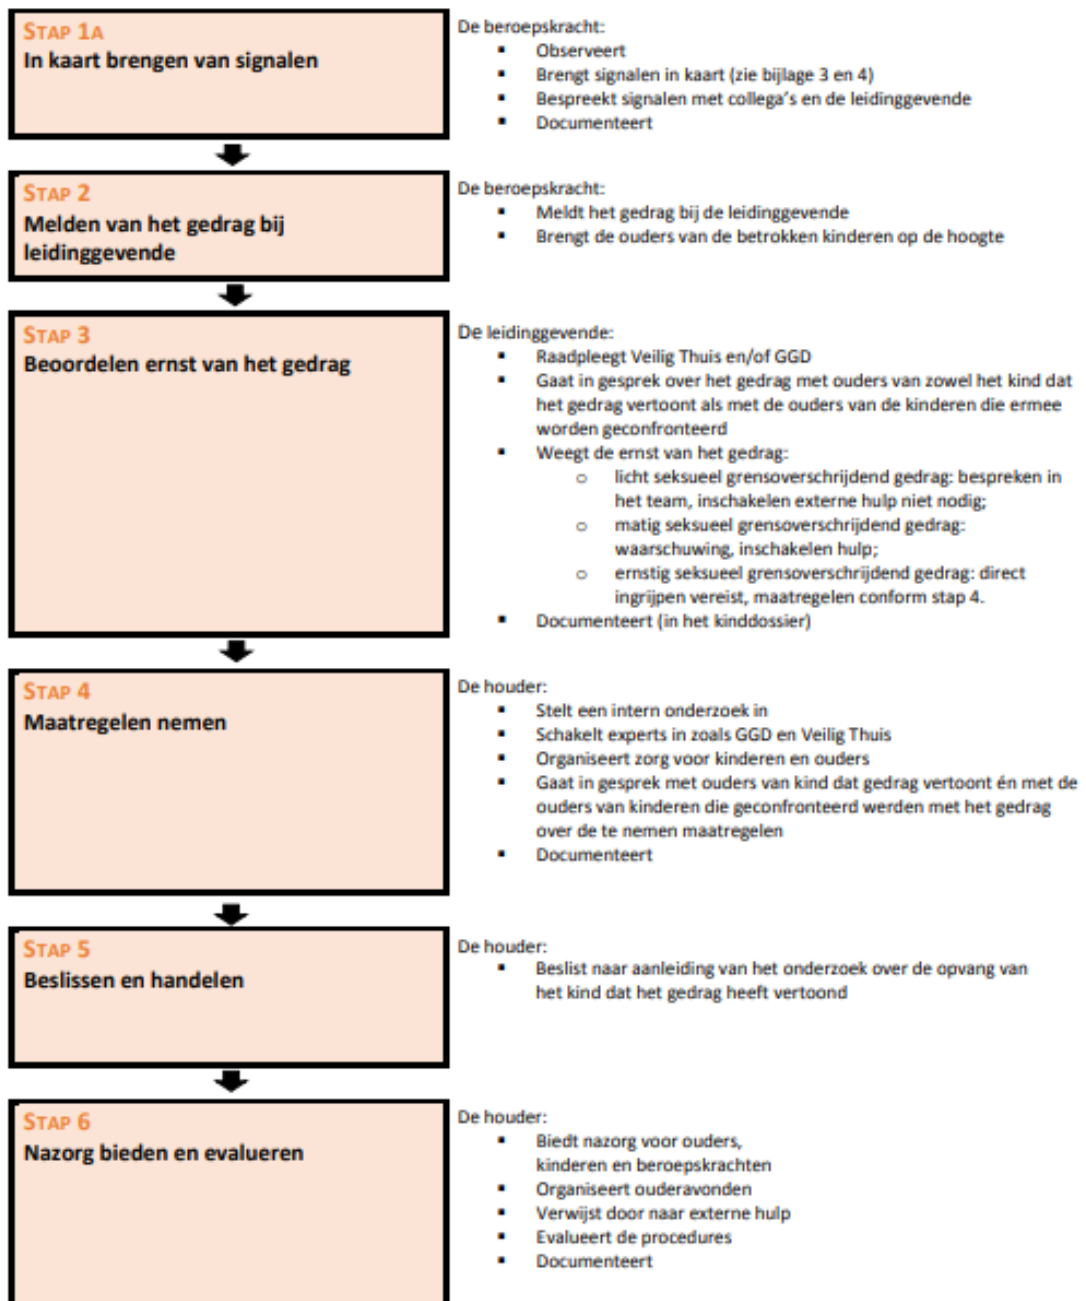 STAP 1A
In kaart brengen van signalen
De beroepskracht:
▪ Observeert
▪ Brengt signalen in kaart (zie bijlage 3 en 4)
▪ Bespreekt signalen met collega's en de leidinggevende
▪ Documenteert
STAP 2
Melden van het gedrag bij
leidinggevende
De beroepskracht:
▪ Meldt het gedrag bij de leidinggevende
▪ Brengt de ouders van de betrokken kinderen op de hoogte
STAP 3
Beoordelen ernst van het gedrag
De leidinggevende:
▪ Raadpleegt Veilig Thuis en/of GGD
▪ Gaat in gesprek over het gedrag met ouders van zowel het kind dat
het gedrag vertoont als met de ouders van de kinderen die ermee
worden geconfronteerd
▪ Weegt de ernst van het gedrag:
o licht seksueel grensoverschrijdend gedrag: bespreken in
het team, inschakelen externe hulp niet nodig;
o matig seksueel grensoverschrijdend gedrag:
waarschuwing, inschakelen hulp;
o ernstig seksueel grensoverschrijdend gedrag: direct
ingrijpen vereist, maatregelen conform stap 4.
▪ Documenteert (in het kinddossier)
STAP 4
Maatregelen nemen
De houder:
▪ Stelt een intern onderzoek in
▪ Schakelt experts in zoals GGD en Veilig Thuis
▪ Organiseert zorg voor kinderen en ouders
▪ Gaat in gesprek met ouders van kind dat gedrag vertoont én met de
ouders van kinderen die geconfronteerd werden met het gedrag
over de te nemen maatregelen
▪ Documenteert
STAP 5
Beslissen en handelen
De houder:
▪ Beslist naar aanleiding van het onderzoek over de opvang van
het kind dat het gedrag heeft vertoond
STAP 6
Nazorg bieden en evalueren
De houder:
▪ Biedt nazorg voor ouders,
kinderen en beroepskrachten
▪ Organiseert ouderavonden
▪ Verwijst door naar externe hulp
▪ Evalueert de procedures
▪ Documenteert